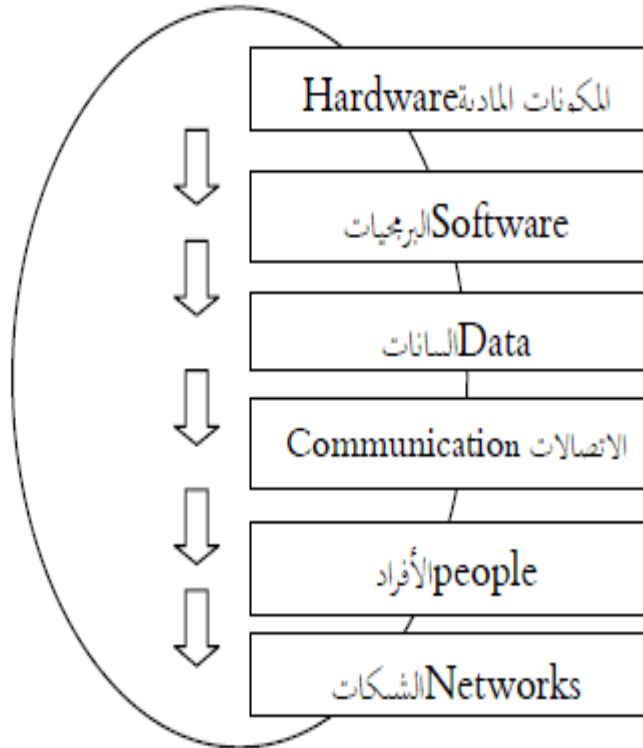 المكونات المادية Hardware
البرمجيات Software
البيانات Data
الاتصالات Communication
الأفراد people
الشبكات Networks